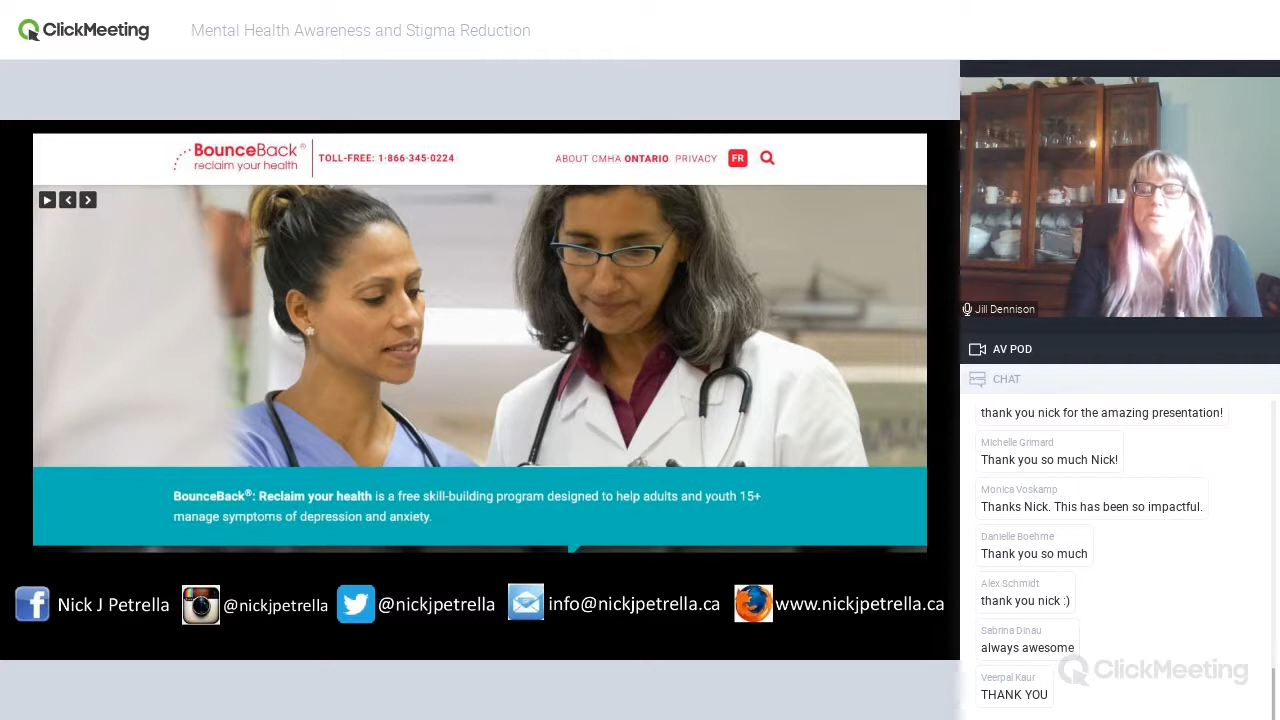 ClickMeeting
Mental Health Awareness and Stigma Reduction
BounceBack®
reclaim your health
TOLL-FREE: 1-866-345-0224
ABOUT CMHA ONTARIO PRIVACY FR
BounceBack®: Reclaim your health is a free skill-building program designed to help adults and youth 15+
manage symptoms of depression and anxiety.
Nick J Petrella
@nickjpetrella
@nickjpetrella
info@nickjpetrella.ca
www.nickjpetrella.ca
Jill Dennison
AV POD
CHAT
thank you nick for the amazing presentation!
Michelle Grimard
Thank you so much Nick!
Monica Voskamp
Thanks Nick. This has been so impactful.
Danielle Boehme
Thank you so much
Alex Schmidt
thank you nick :)
Sabrina Dinau
always awesome
Veerpal Kaur
THANK YOU
ClickMeeting